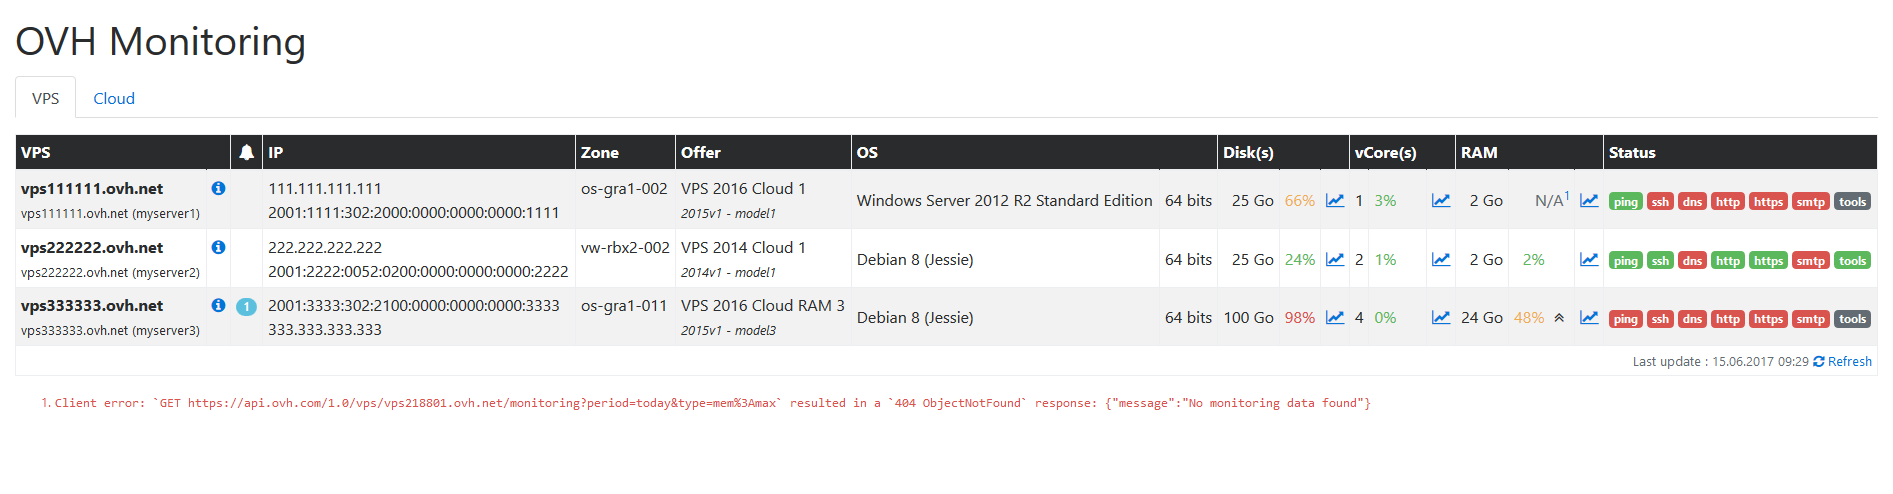 OVH Monitoring
VPS Cloud
VPS IP Zone Offer OS Disk(s) vCore(s) RAM Status
vps111111.ovh.net 111.111.111.111 os-gra1-002 VPS 2016 Cloud 1 Windows Server 2012 R2 Standard Edition 64 bits 25 Go 66% 1 3% 2 Go N/A1 ping ssh dns http https smtp tools
vps111111.ovh.net (myserver1) 2001:1111:302:2000:0000:0000:0000:1111 2015v1 - model1
vps222222.ovh.net 222.222.222.222 vw-rbx2-002 VPS 2014 Cloud 1 Debian 8 (Jessie) 64 bits 25 Go 24% 2 1% 2 Go 2% ping ssh dns http https smtp tools
vps222222.ovh.net (myserver2) 2001:2222:0052:0200:0000:0000:0000:2222 2014v1 - model1
vps333333.ovh.net 1 2001:3333:302:2100:0000:0000:0000:3333 os-gra1-011 VPS 2016 Cloud RAM 3 Debian 8 (Jessie) 64 bits 100 Go 98% 4 0% 24 Go 48% ping ssh dns http https smtp tools
vps333333.ovh.net (myserver3) 333.333.333.333 2015v1 - model3
Last update : 15.06.2017 09:29 Refresh
1. Client error: `GET https://api.ovh.com/1.0/vps/vps218801.ovh.net/monitoring?period=today&type=mem%3Amax` resulted in a `404 ObjectNotFound` response: {"message":"No monitoring data found"}